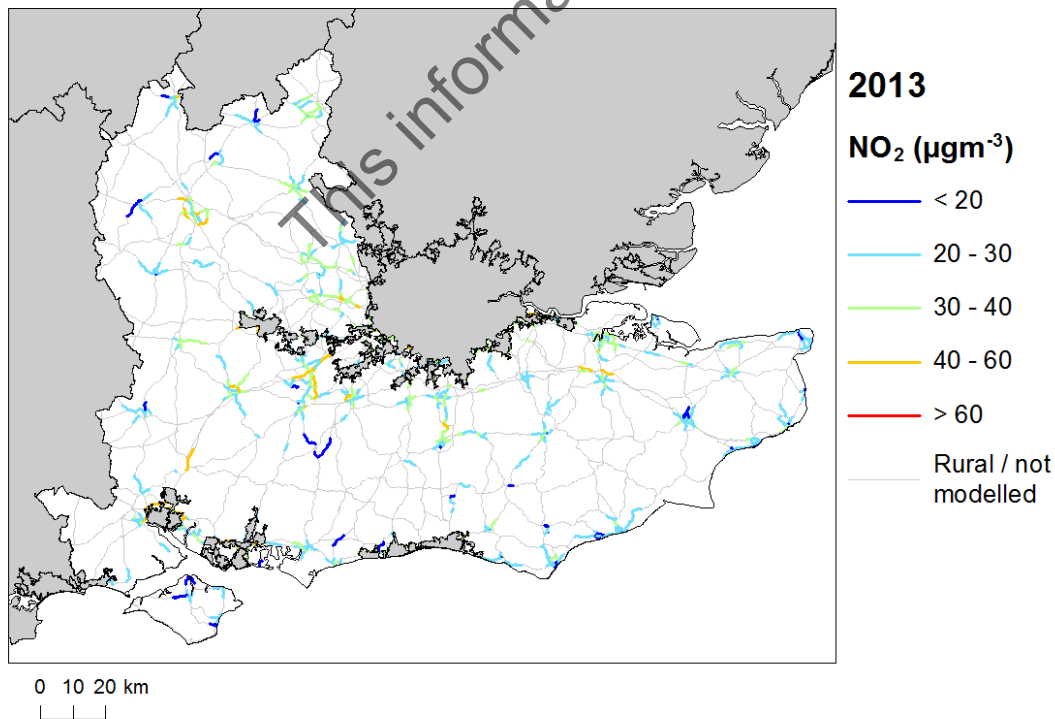 This informa
2013
NO₂ (µgm⁻³)
< 20
20 - 30
30 - 40
40 - 60
> 60
Rural / not
modelled
0 10 20 km